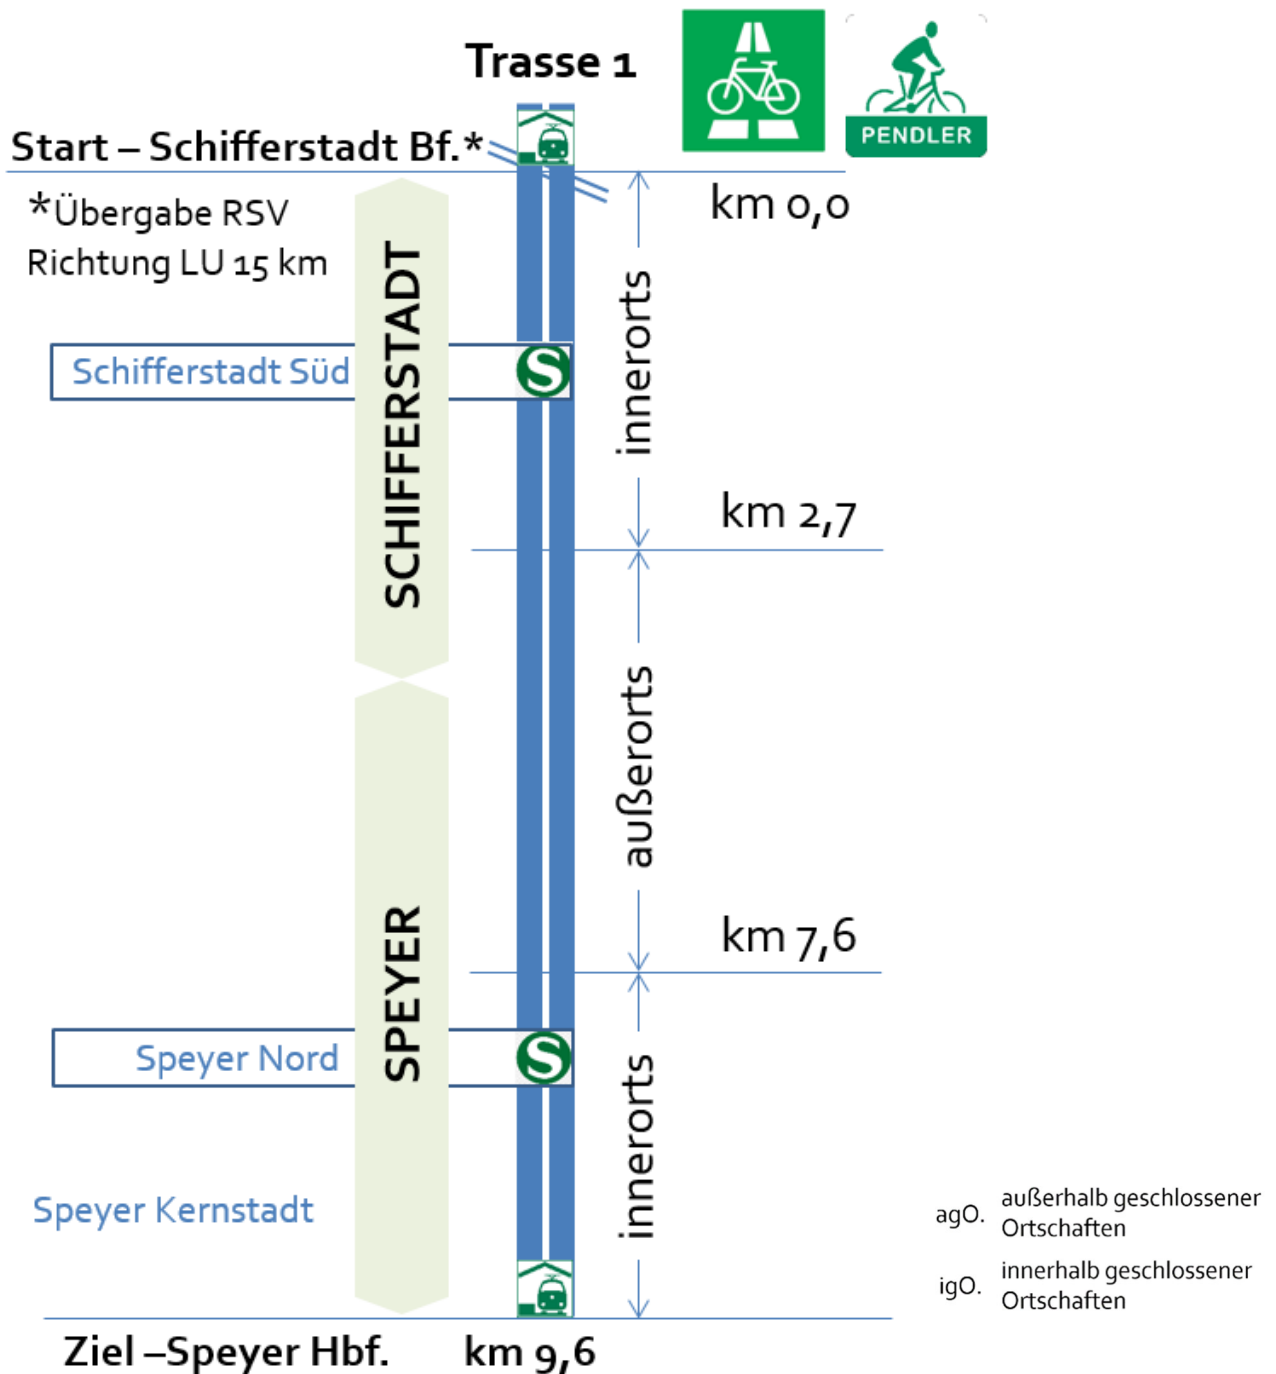 Trasse 1
PENDLER
Start – Schifferstadt Bf.*
km 0,0
*Übergabe RSV
Richtung LU 15 km
SCHIFFERSTADT
innerorts
Schifferstadt Süd
S
km 2,7
außerorts
km 7,6
SPEYER
Speyer Nord
S
innerorts
Speyer Kernstadt
agO.
außerhalb geschlossener
Ortschaften
igO.
innerhalb geschlossener
Ortschaften
Ziel –Speyer Hbf.
km 9,6